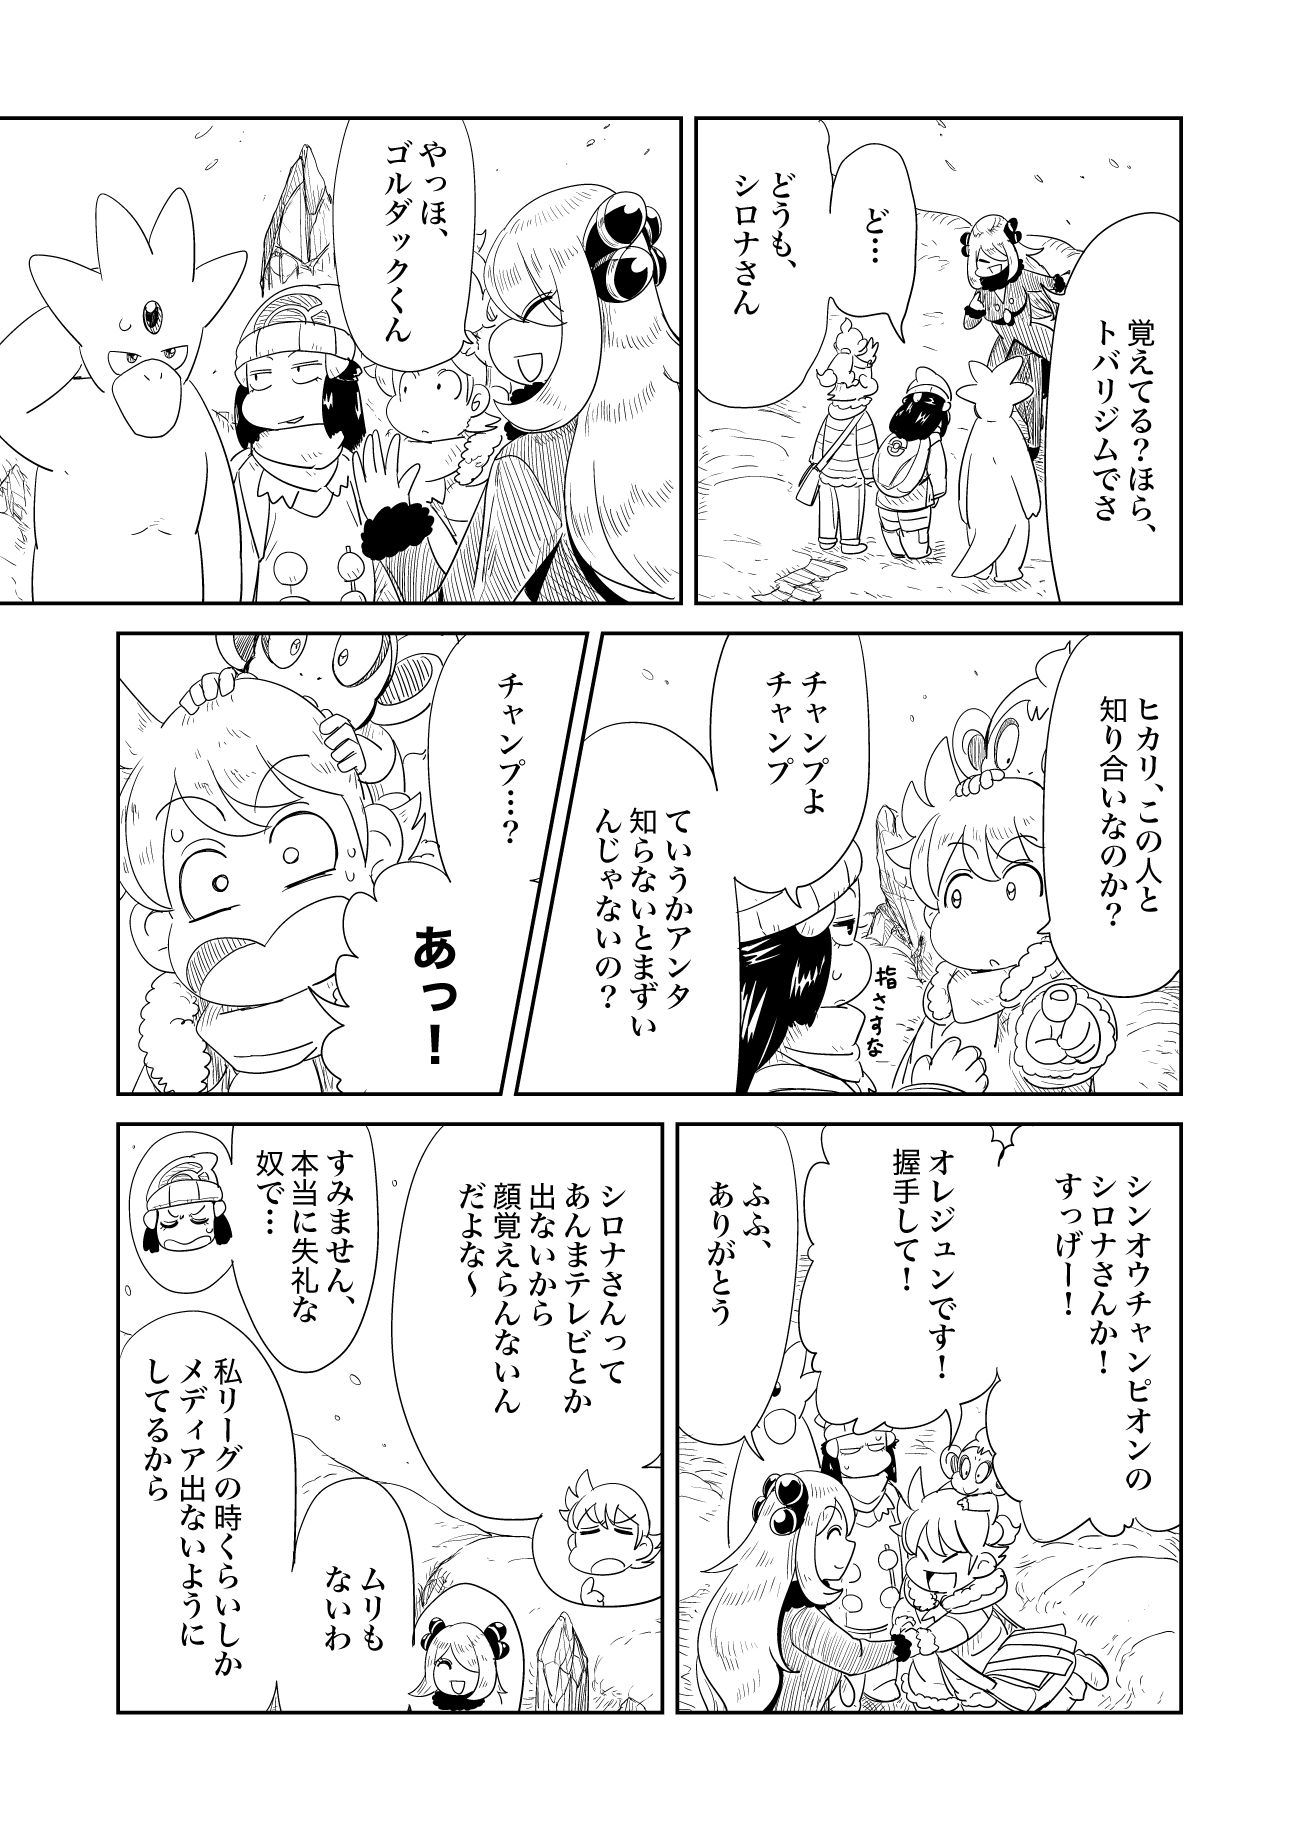 覚えてる?ほら、
トバリジムでさ
ど…
どうも、
シロナさん
やっほ、
ゴルダックくん
ヒカリ、この人と
知り合いなのか?
指さすな
チャンプよ
チャンプ
ていうかアンタ
知らないとまずい
んじゃないの?
チャンプ…?
あっ!
シンオウチャンピオンの
シロナさんか!
すっげー!
オレジュンです!
握手して!
ふふ、
ありがとう
シロナさんって
あんまテレビとか
出ないから
顔覚えらんないん
だよな〜
すみません、
本当に失礼な
奴で…
ムリも
ないわ
私リーグの時くらいしか
メディア出ないように
してるから